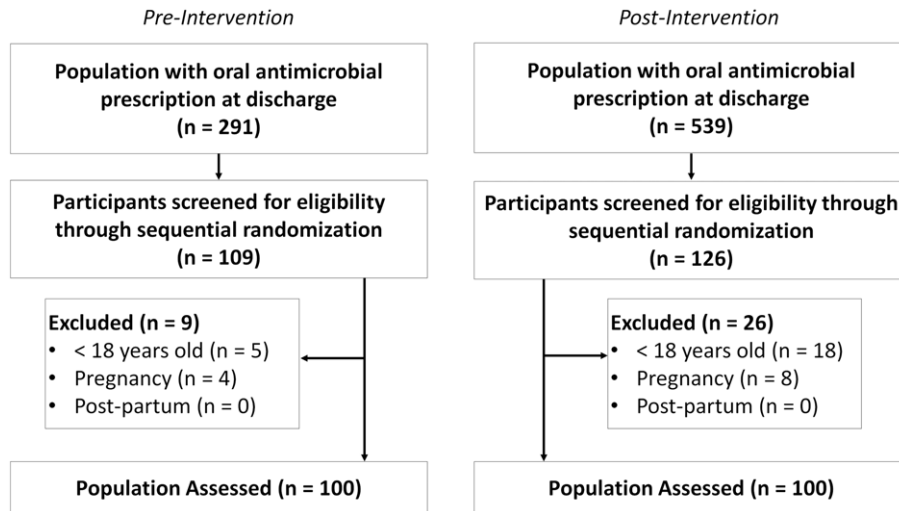 Pre-Intervention
Population with oral antimicrobial
prescription at discharge
(n = 291)
Participants screened for eligibility
through sequential randomization
(n = 109)
Excluded (n = 9)
• < 18 years old (n = 5)
• Pregnancy (n = 4)
• Post-partum (n = 0)
Population Assessed (n = 100)
Post-Intervention
Population with oral antimicrobial
prescription at discharge
(n = 539)
Participants screened for eligibility through
sequential randomization
(n = 126)
Excluded (n = 26)
• < 18 years old (n = 18)
• Pregnancy (n = 8)
• Post-partum (n = 0)
Population Assessed (n = 100)